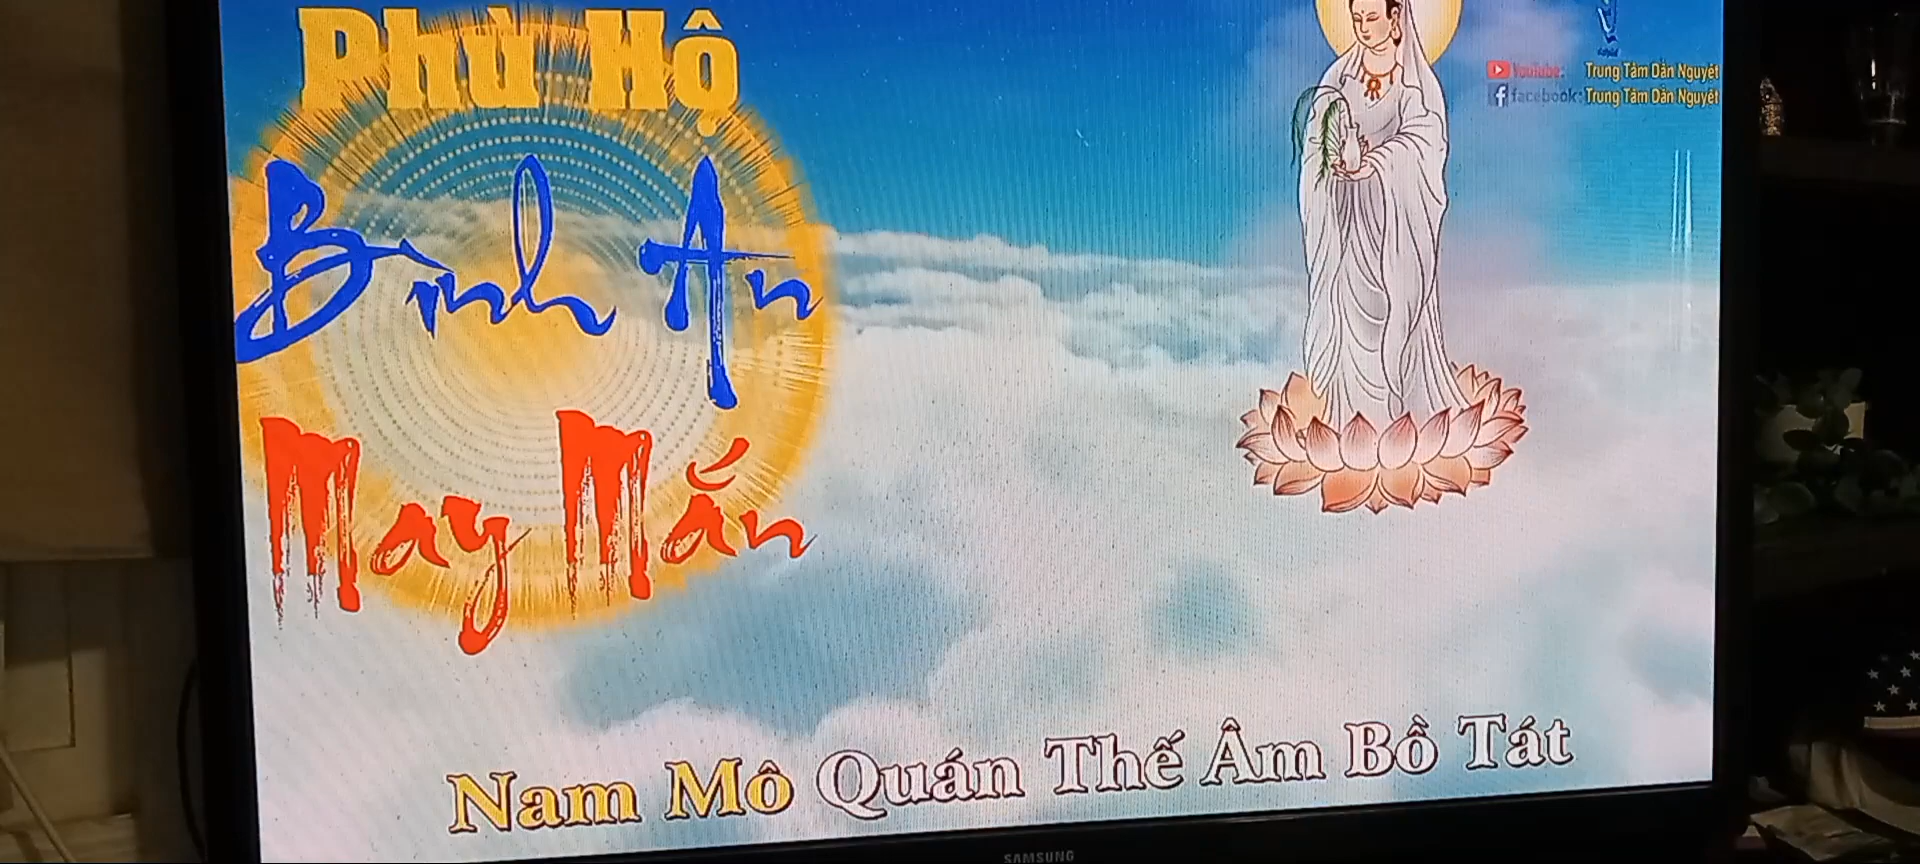 Phù Hộ
Bình An
May Mắn
YouTube: Trung Tâm Dần Nguyệt
facebook: Trung Tâm Dần Nguyệt
Nam Mô Quán Thế Âm Bồ Tát
SAMSUNG